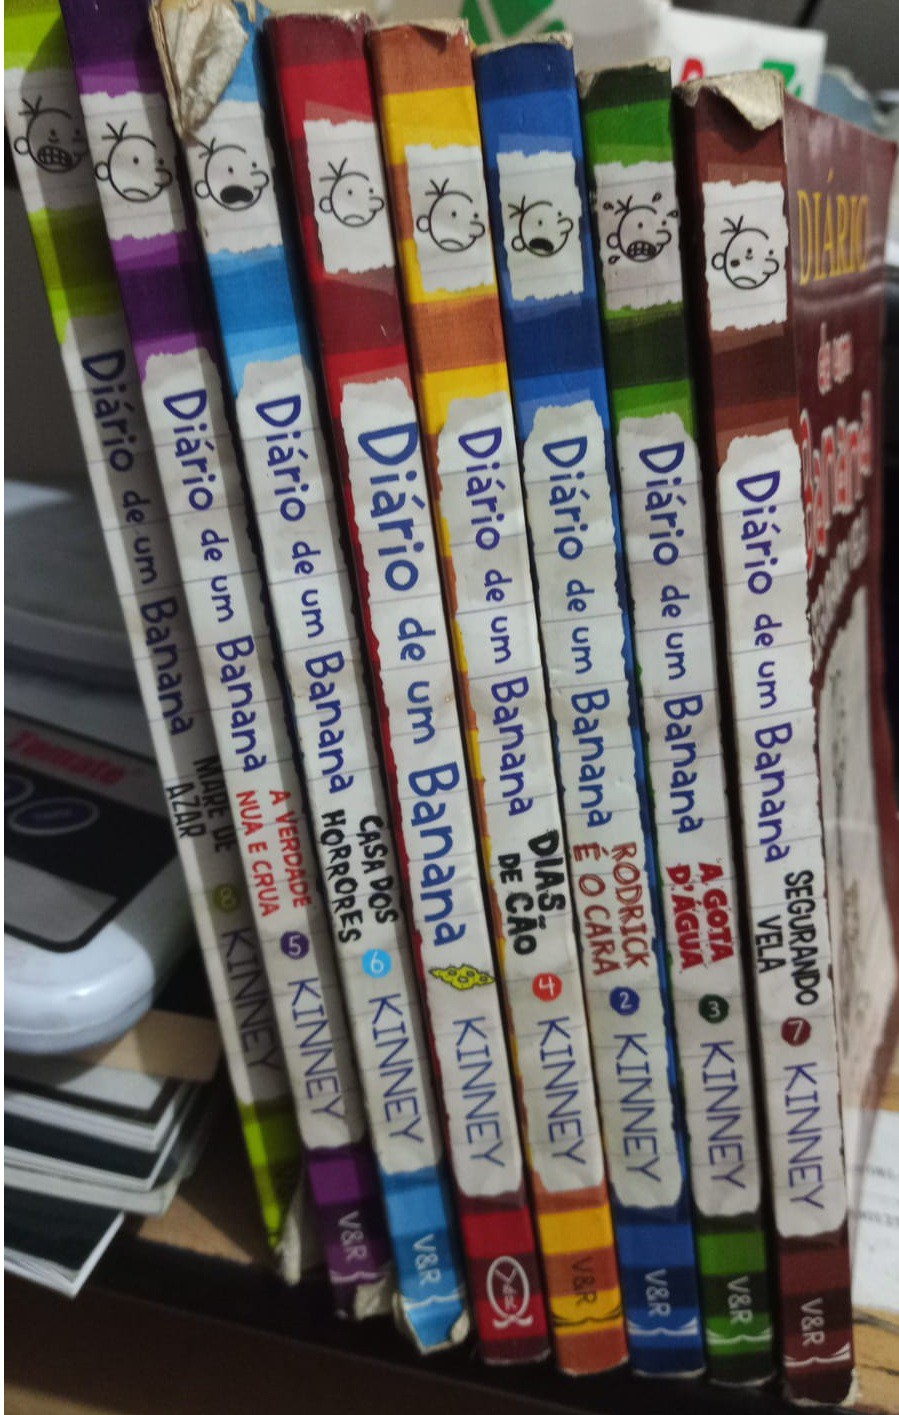 Diário de um Banana
MARÉ DE
AZAR
8
KINNEY
Diário de um Banana
A VERDADE
NUA E CRUA
5
KINNEY
V&R
Diário de um Banana
CASA DOS
HORRORES
6
KINNEY
V&R
Diário de um Banana
KINNEY
Diário de um Banana
DIAS
DE CÃO
4
KINNEY
V&R
Diário de um Banana
RODRICK
É O CARA
2
KINNEY
V&R
Diário de um Banana
A GOTA
D'ÁGUA
3
KINNEY
V&R
Diário de um Banana
SEGURANDO
VELA
7
KINNEY
V&R
DIÁRIO
de um
Banana